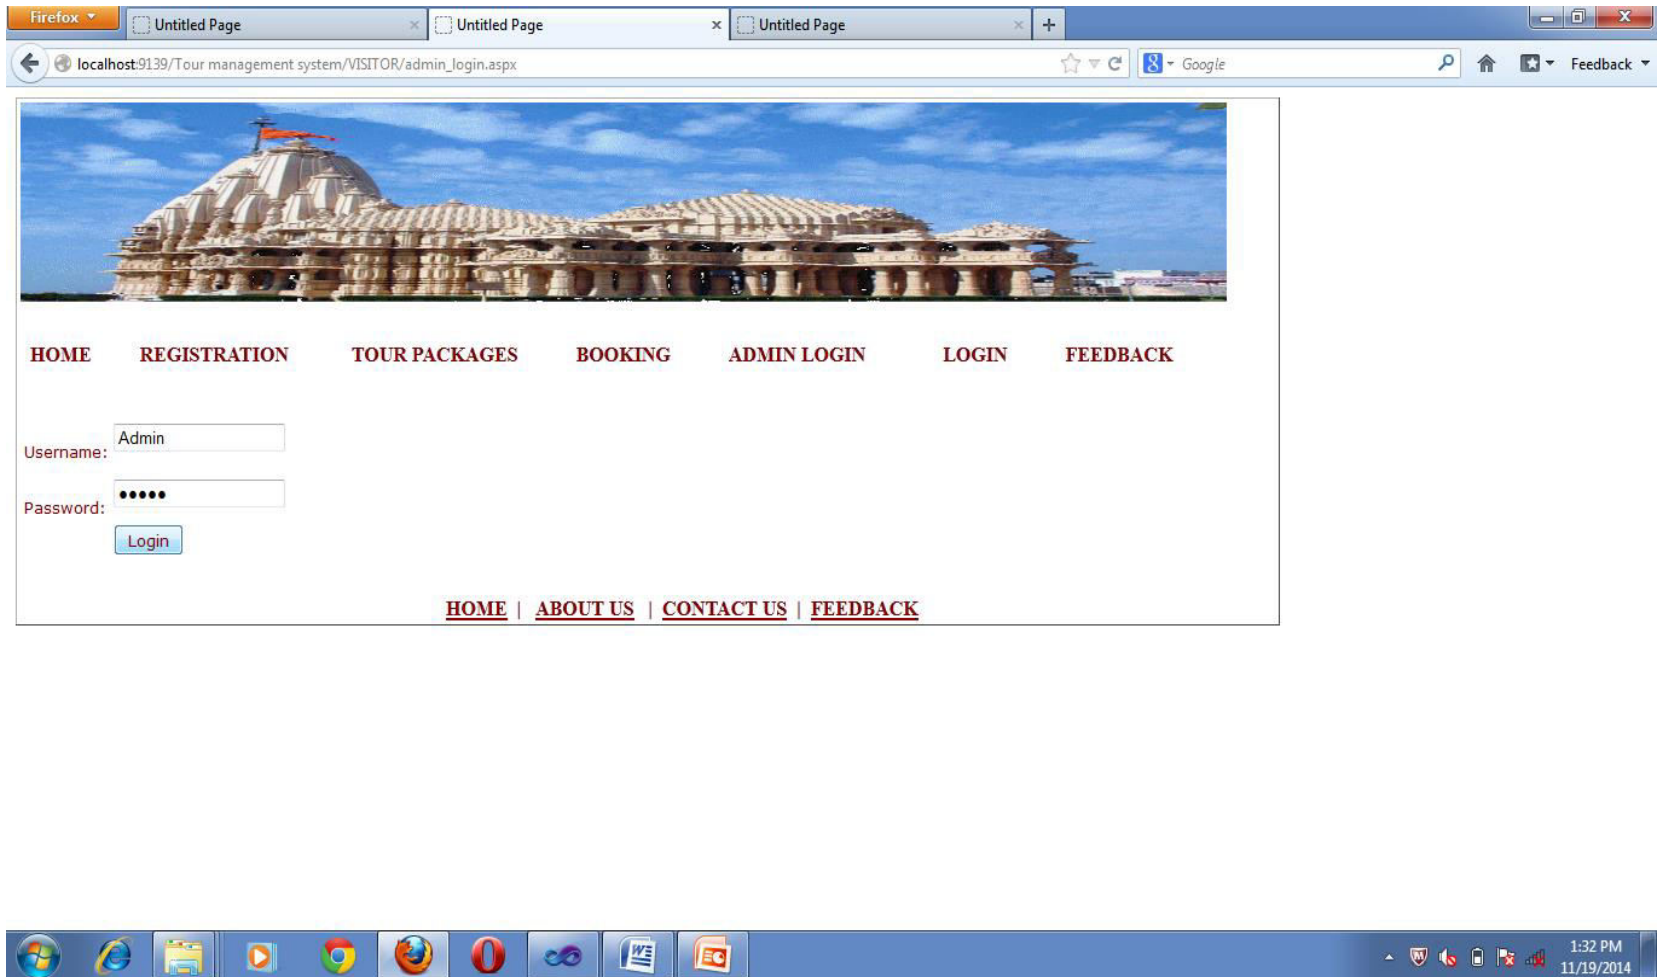 Firefox
Untitled Page
Untitled Page
Untitled Page
localhost:9139/Tour management system/VISITOR/admin_login.aspx
Google
Feedback
HOME REGISTRATION TOUR PACKAGES BOOKING ADMIN LOGIN LOGIN FEEDBACK
Username: Admin
Password: •••••
Login
HOME | ABOUT US | CONTACT US | FEEDBACK
1:32 PM
11/19/2014